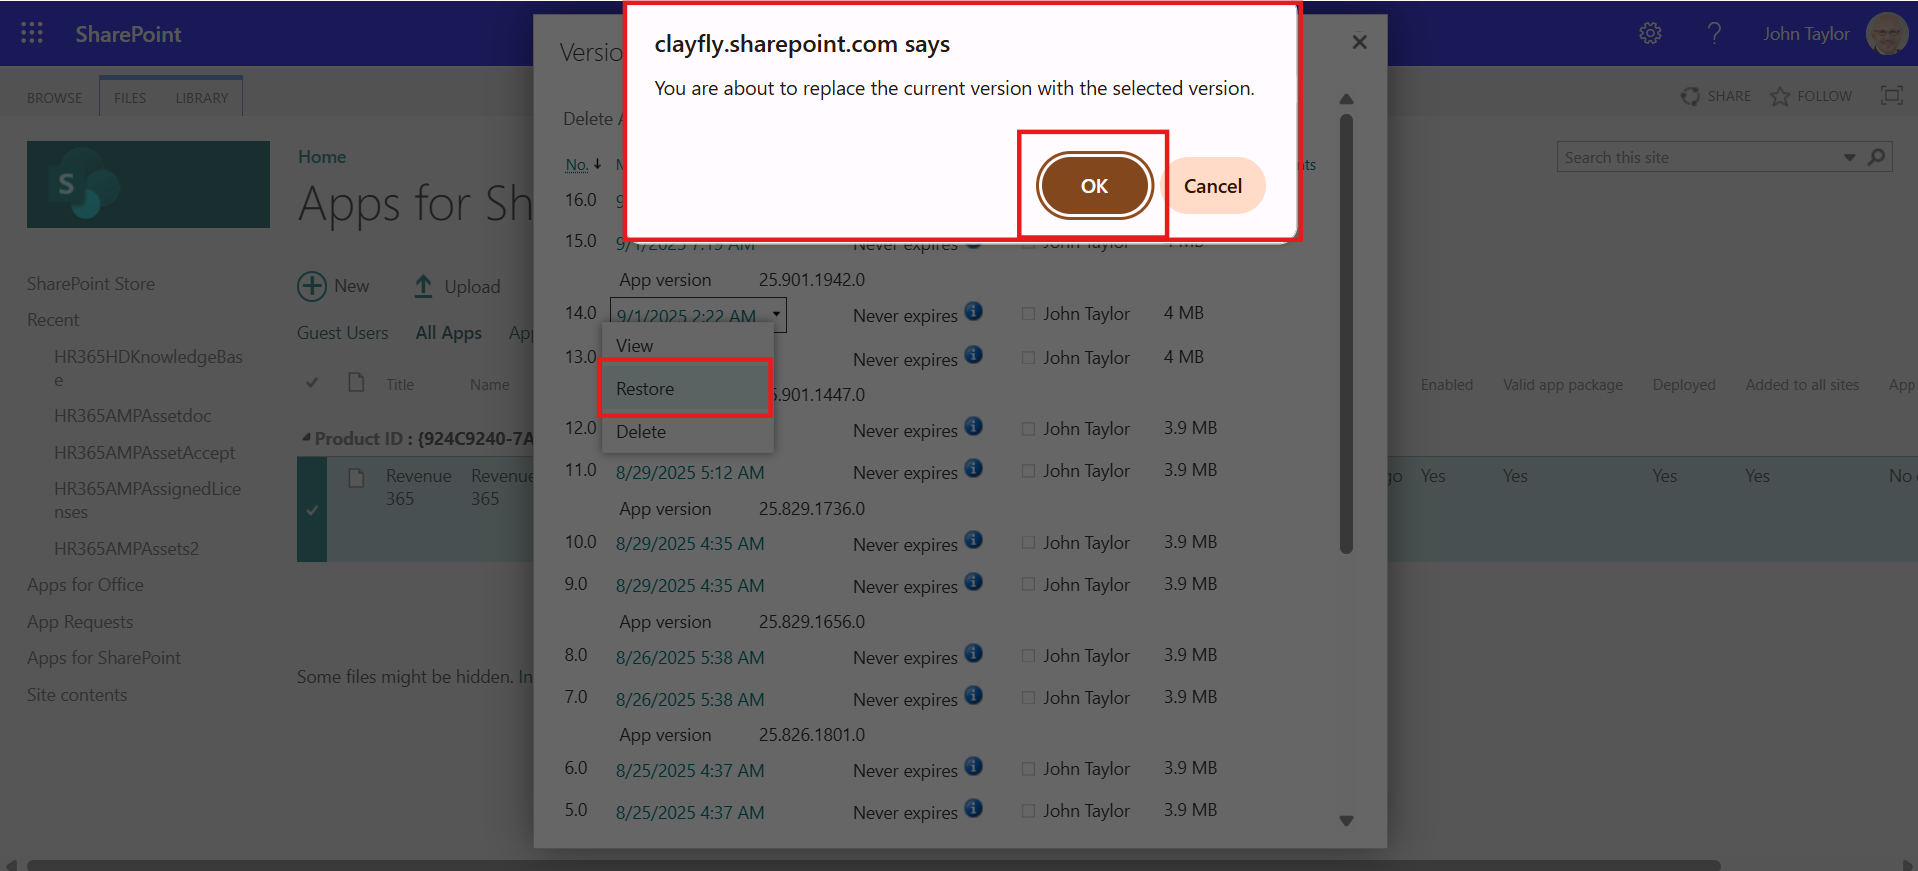 SharePoint
John Taylor
BROWSE
FILES
LIBRARY
SHARE
FOLLOW
Versio
clayfly.sharepoint.com says
You are about to replace the current version with the selected version.
OK
Cancel
Delete
Home
Apps for Sh
Search this site
New
Upload
Guest Users
All Apps
App
Title
Name
Enabled
Valid app package
Deployed
Added to all sites
App
Product ID : {924C9240-7A
Revenue 365
Revenue 365
go
Yes
Yes
Yes
Yes
No
Some files might be hidden. In
SharePoint Store
Recent
HR365HDKnowledgeBas
e
HR365AMPAssetdoc
HR365AMPAssetAccept
HR365AMPAssignedLice
nses
HR365AMPAssets2
Apps for Office
App Requests
Apps for SharePoint
Site contents
No.
nts
16.0
15.0 9/1/2025 7:19 AM Never expires John Taylor 4 MB
App version 25.901.1942.0
14.0 9/1/2025 2:22 AM Never expires John Taylor 4 MB
View
Restore
Delete
13.0 Never expires John Taylor 4 MB
5.901.1447.0
12.0 Never expires John Taylor 3.9 MB
11.0 8/29/2025 5:12 AM Never expires John Taylor 3.9 MB
App version 25.829.1736.0
10.0 8/29/2025 4:35 AM Never expires John Taylor 3.9 MB
9.0 8/29/2025 4:35 AM Never expires John Taylor 3.9 MB
App version 25.829.1656.0
8.0 8/26/2025 5:38 AM Never expires John Taylor 3.9 MB
7.0 8/26/2025 5:38 AM Never expires John Taylor 3.9 MB
App version 25.826.1801.0
6.0 8/25/2025 4:37 AM Never expires John Taylor 3.9 MB
5.0 8/25/2025 4:37 AM Never expires John Taylor 3.9 MB